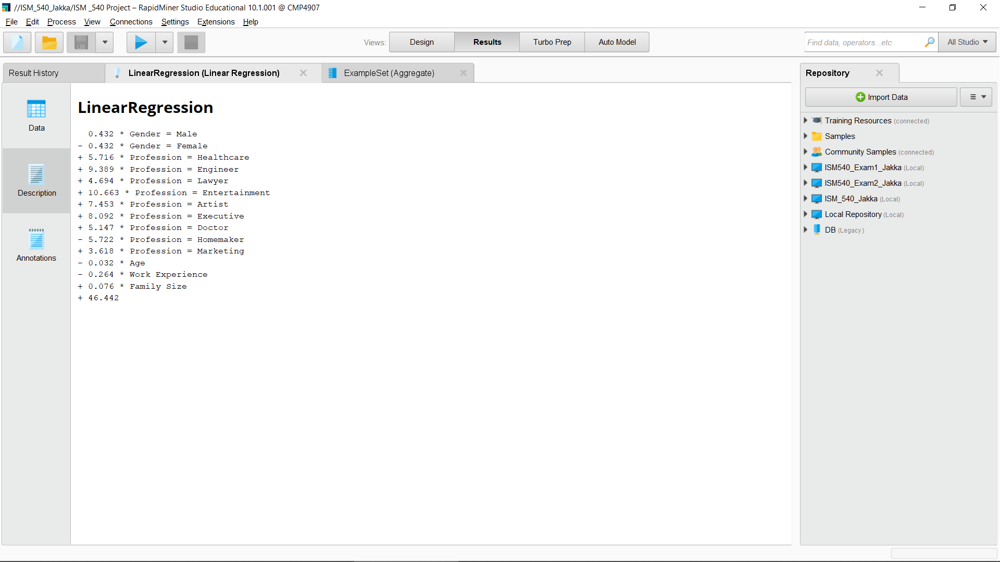 //ISM_540_Jakka/ISM _540 Project – RapidMiner Studio Educational 10.1.001 @ CMP4907
File Edit Process View Connections Settings Extensions Help
Views: Design Results Turbo Prep Auto Model
Find data, operators...etc All Studio
Result History LinearRegression (Linear Regression) ExampleSet (Aggregate)
Data
Description
Annotations
LinearRegression
0.432 * Gender = Male
- 0.432 * Gender = Female
+ 5.716 * Profession = Healthcare
+ 9.389 * Profession = Engineer
+ 4.694 * Profession = Lawyer
+ 10.663 * Profession = Entertainment
+ 7.453 * Profession = Artist
+ 8.092 * Profession = Executive
+ 5.147 * Profession = Doctor
- 5.722 * Profession = Homemaker
+ 3.618 * Profession = Marketing
- 0.032 * Age
- 0.264 * Work Experience
+ 0.076 * Family Size
+ 46.442
Repository
Import Data
Training Resources (connected)
Samples
Community Samples (connected)
ISM540_Exam1_Jakka (Local)
ISM540_Exam2_Jakka (Local)
ISM_540_Jakka (Local)
Local Repository (Local)
DB (Legacy)